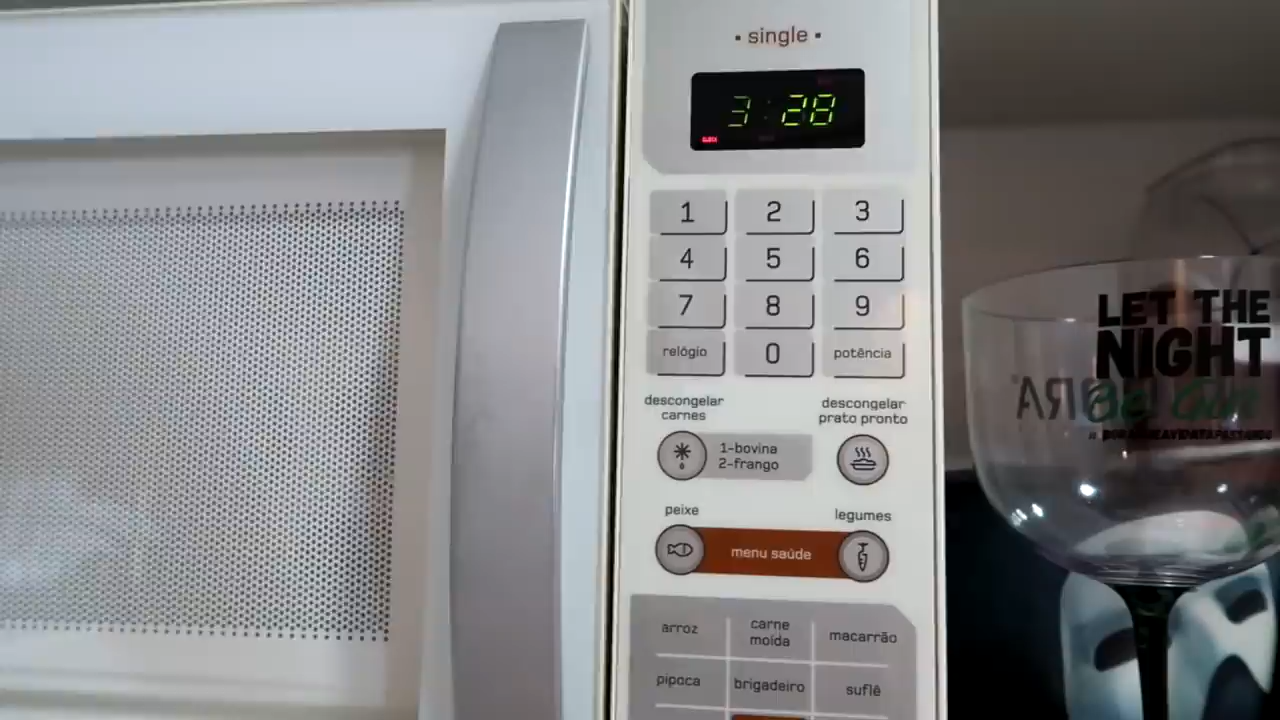 • single •
3:28
1 2 3
4 5 6
7 8 9
relógio 0 potência
descongelar
carnes
descongelar
prato pronto
1-bovina
2-frango
peixe
legumes
menu saúde
arroz
carne
moída
macarrão
pipoca
brigadeiro
suflê
LET THE
NIGHT
Be Gin